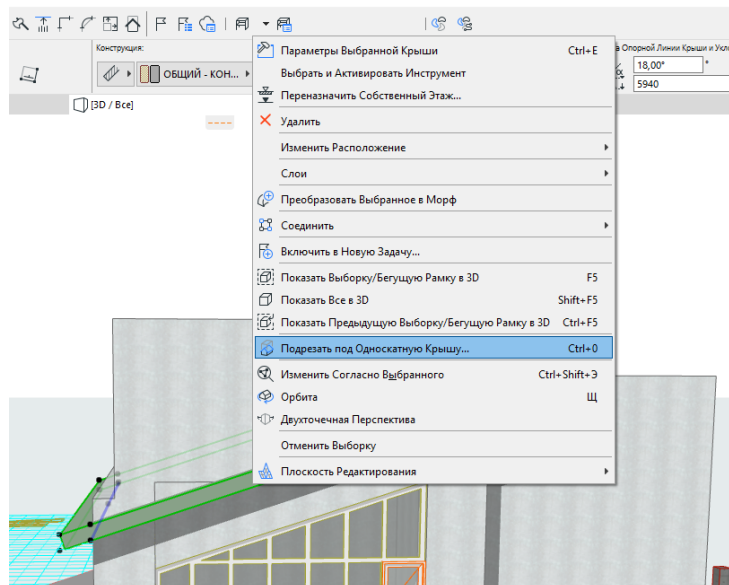 Конструкция:
а Опорной Линии Крыши и Укло
ОБЩИЙ - КОН...
18,00°
°
α
5940
[3D / Все]
Параметры Выбранной Крыши Ctrl+E
Выбрать и Активировать Инструмент
Переназначить Собственный Этаж...
Удалить
Изменить Расположение
Слои
Преобразовать Выбранное в Морф
Соединить
Включить в Новую Задачу...
Показать Выборку/Бегущую Рамку в 3D F5
Показать Все в 3D Shift+F5
Показать Предыдущую Выборку/Бегущую Рамку в 3D Ctrl+F5
Подрезать под Односкатную Крышу... Ctrl+0
Изменить Согласно Выбранного Ctrl+Shift+Э
Орбита Щ
Двухточечная Перспектива
Отменить Выборку
Плоскость Редактирования